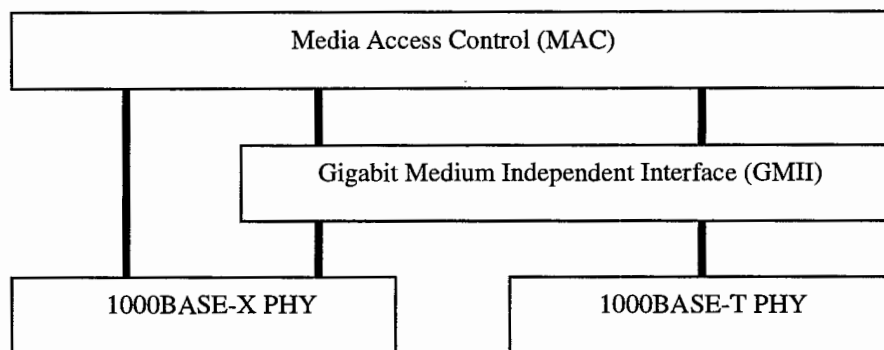 Media Access Control (MAC)
Gigabit Medium Independent Interface (GMII)
1000BASE-X PHY
1000BASE-T PHY